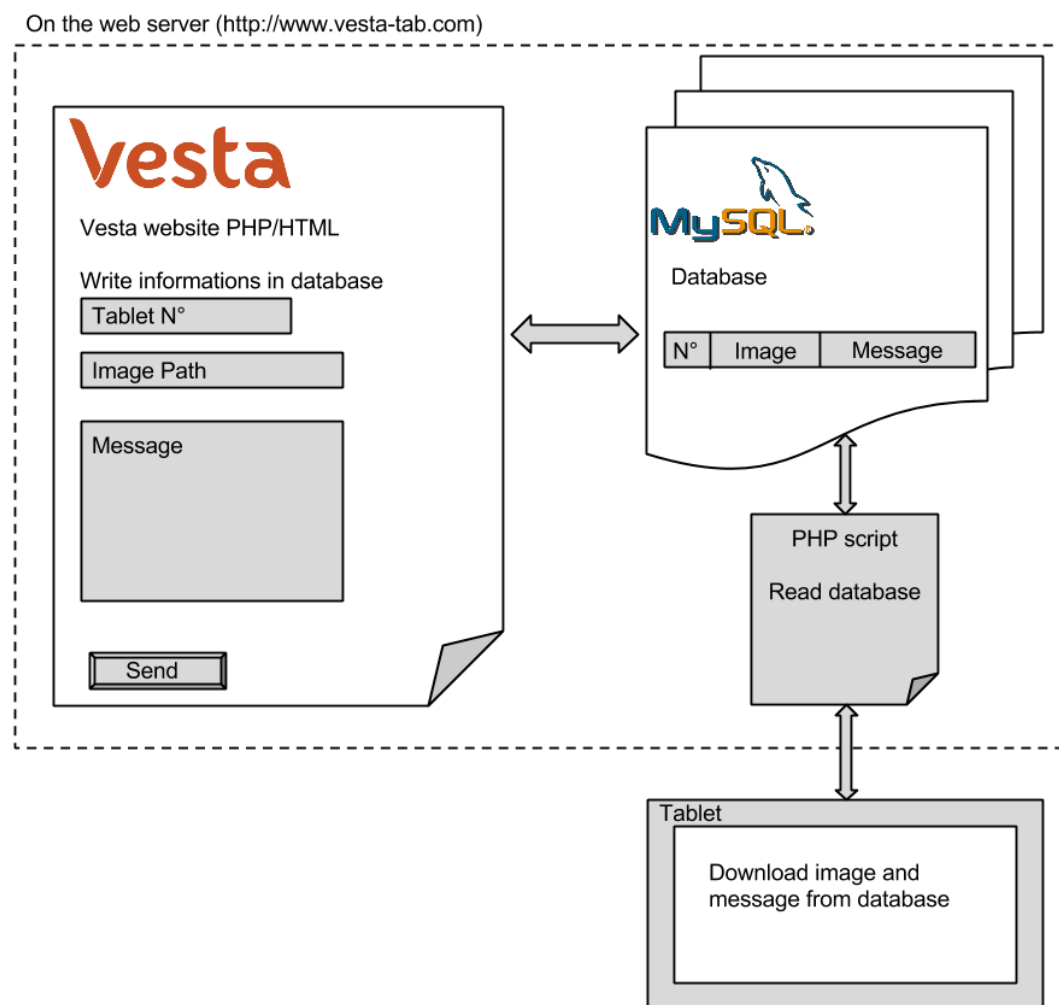 On the web server (http://www.vesta-tab.com)
Vesta
Vesta website PHP/HTML
Write informations in database
Tablet N°
Image Path
Message
Send
MySQL.
Database
N° Image Message
PHP script
Read database
Tablet
Download image and
message from database